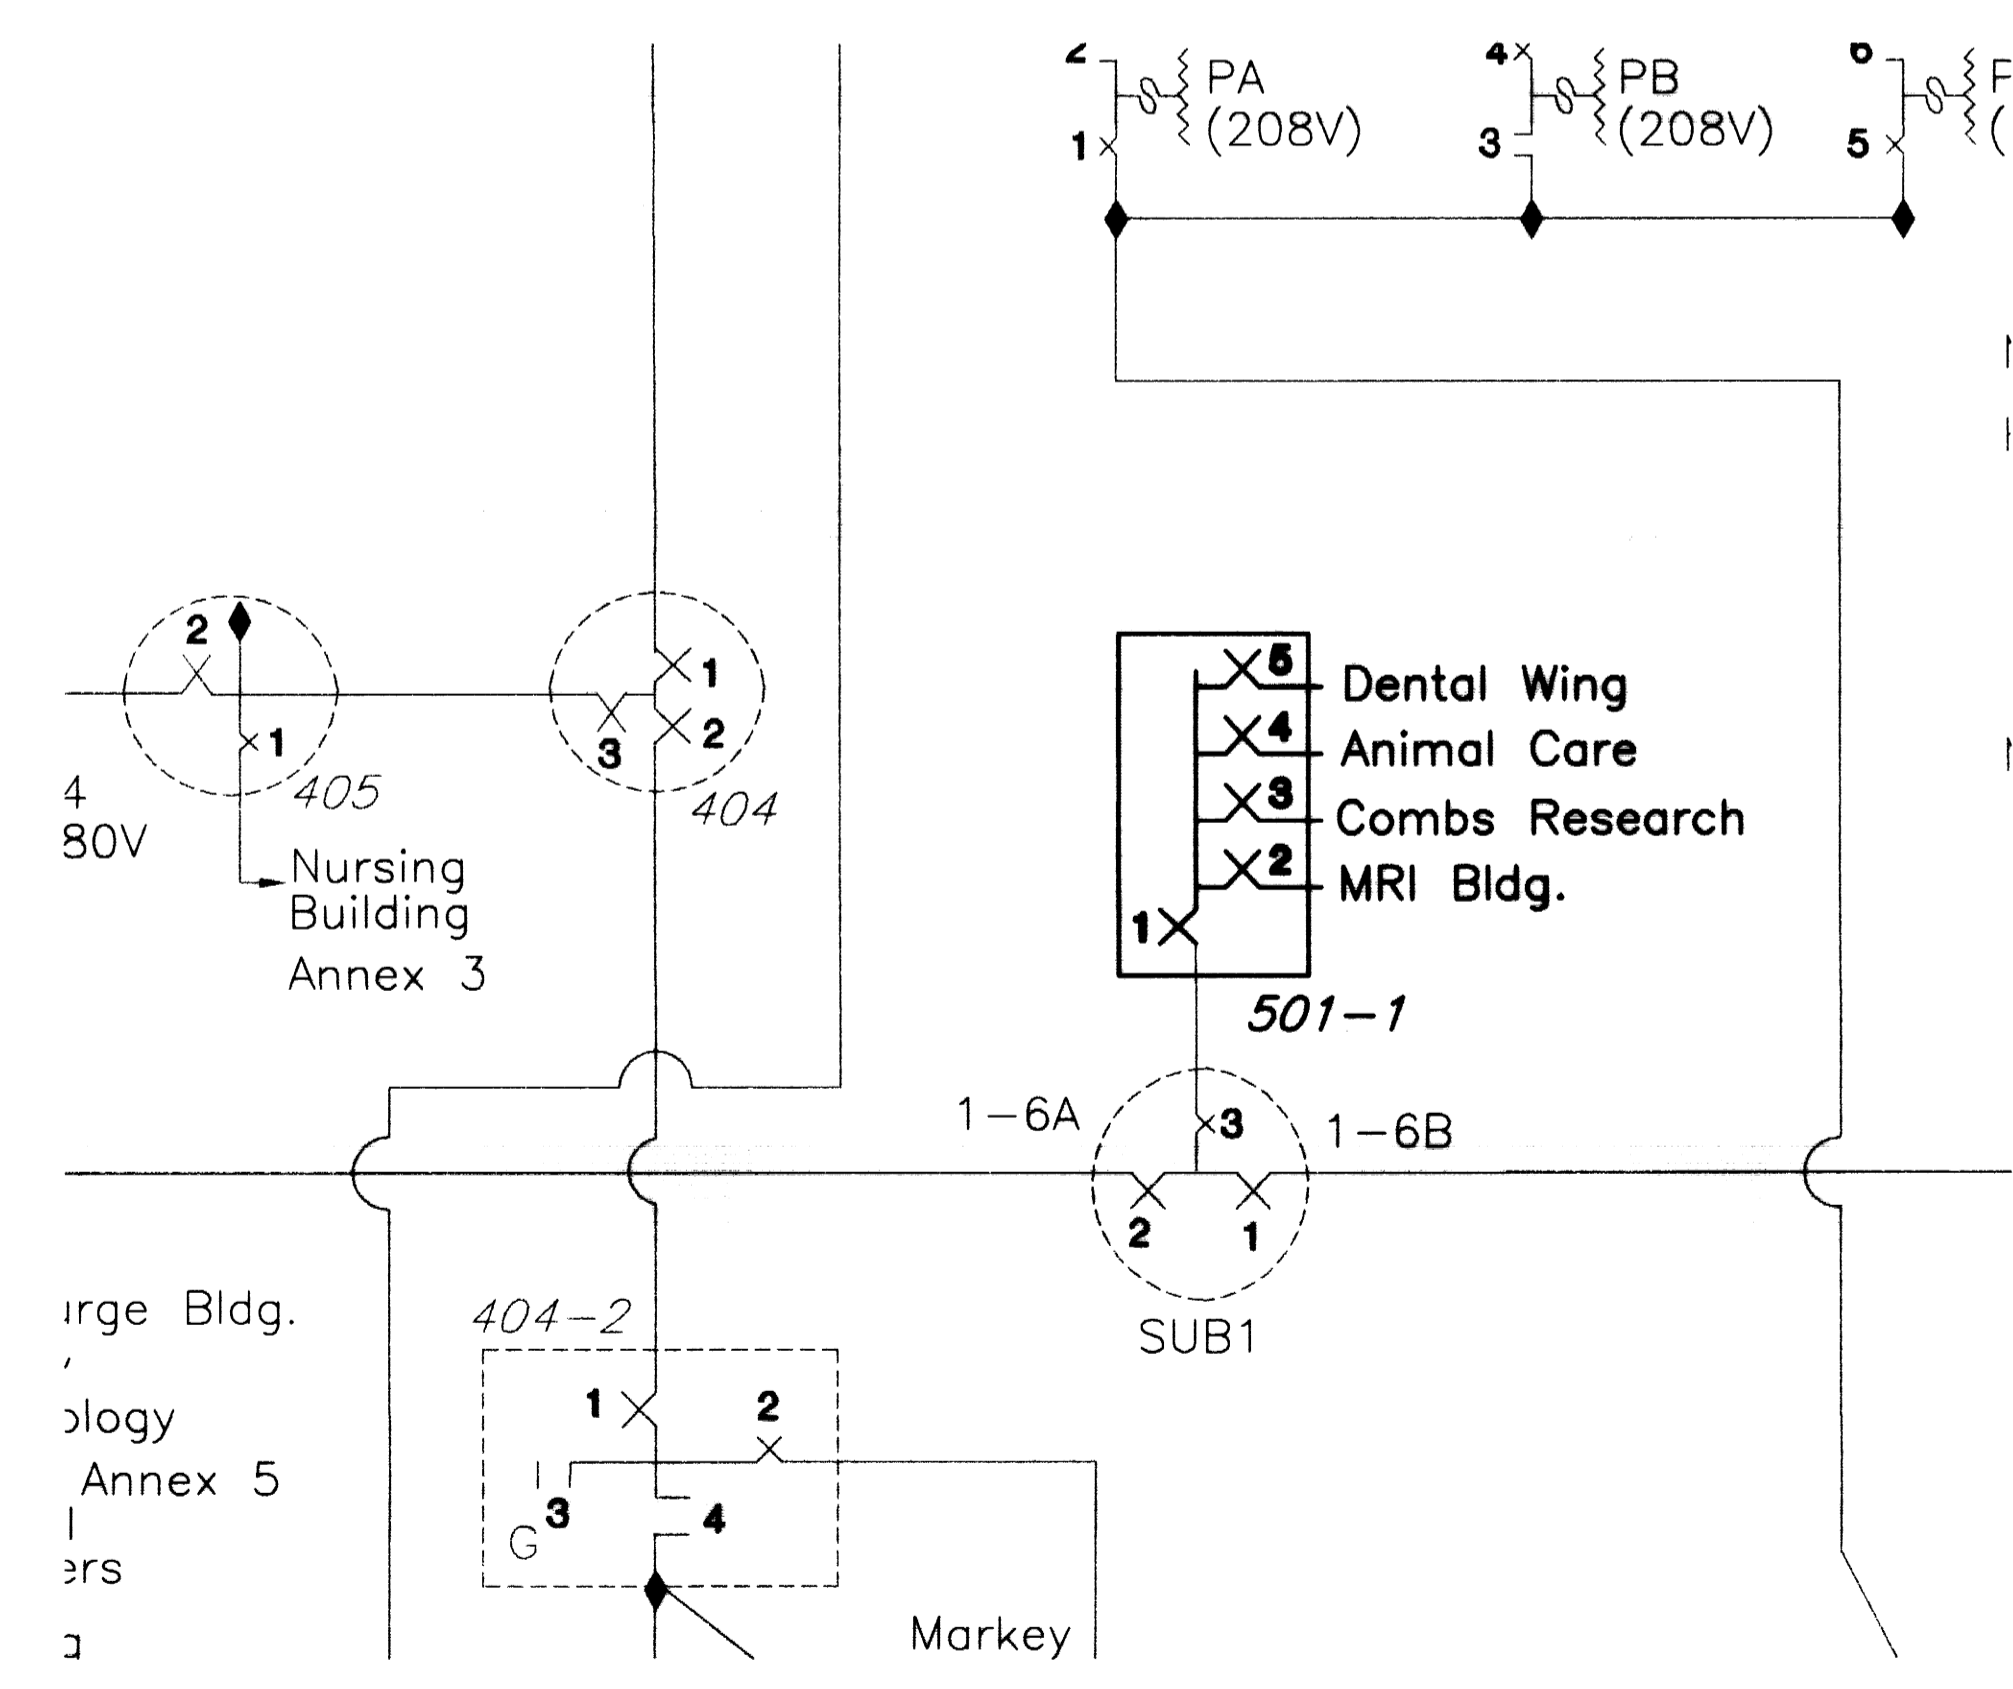 2
PA
(208V)
1
4
PB
(208V)
3
6
5
2
1
405
1
2
3
404
4
80V
Nursing
Building
Annex 3
5
Dental Wing
4
Animal Care
3
Combs Research
2
MRI Bldg.
1
501-1
1-6A
3
1-6B
2
1
SUB1
Bldg.
404-2
1
2
Annex 5
3
G
4
Markey